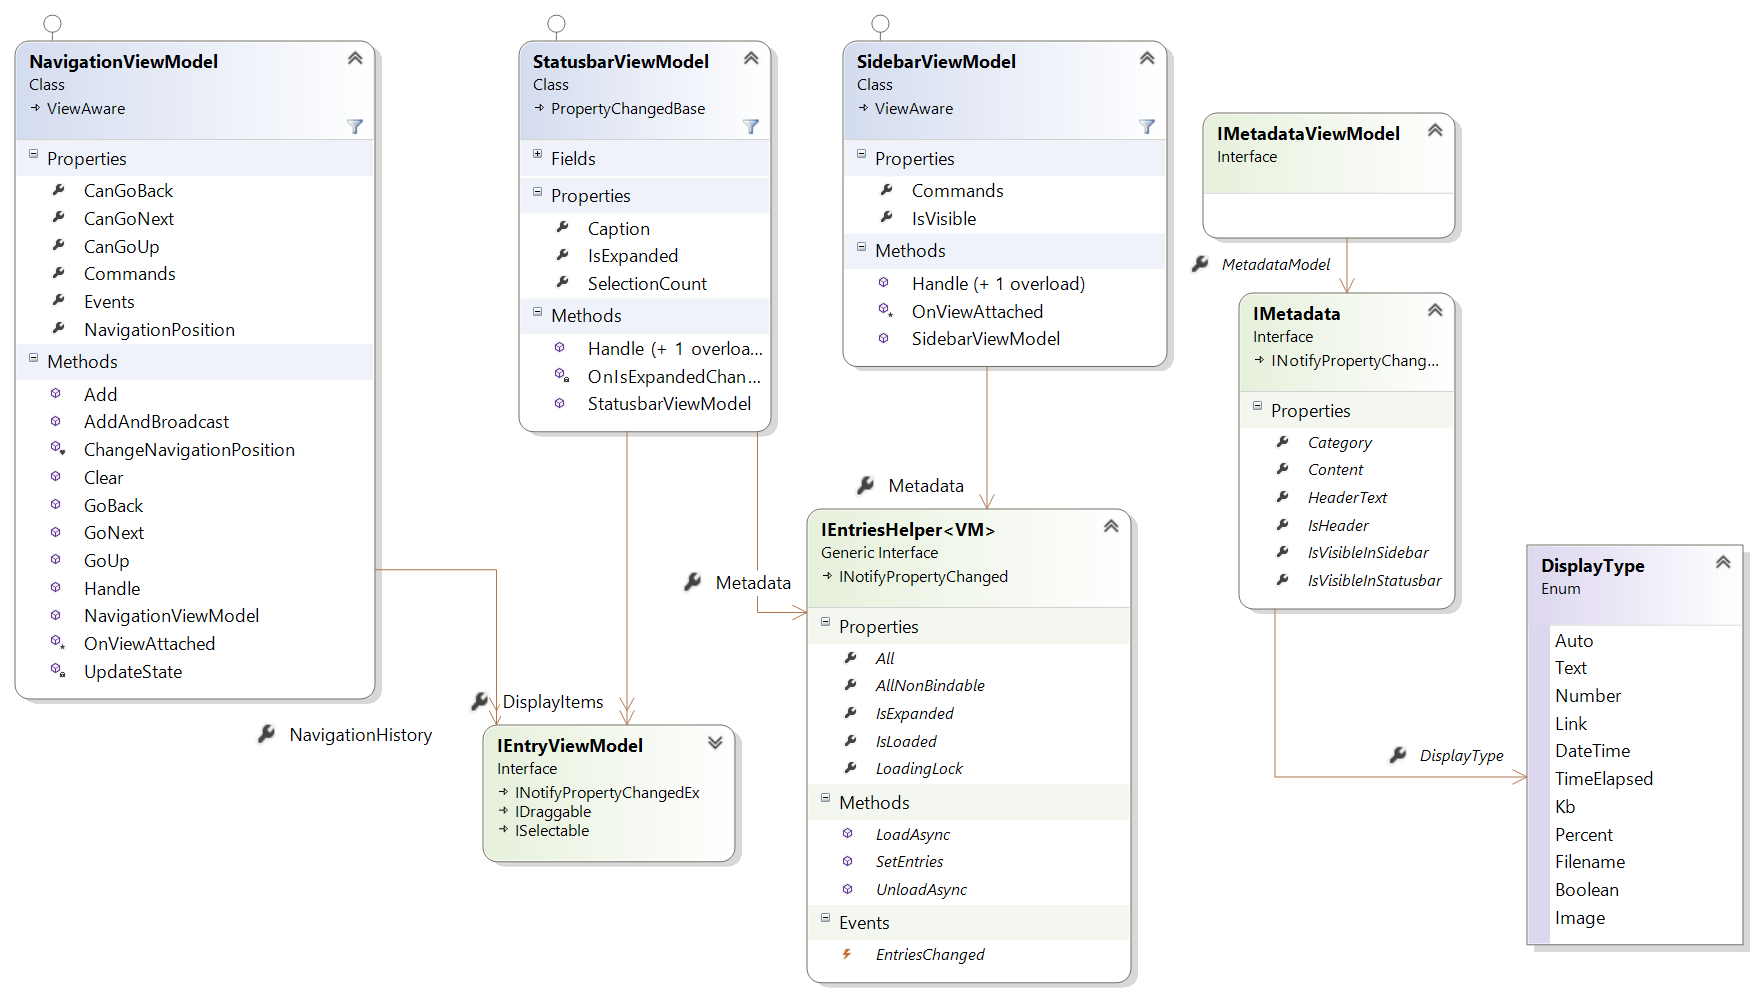 NavigationViewModel
Class
ViewAware
Properties
CanGoBack
CanGoNext
CanGoUp
Commands
Events
NavigationPosition
Methods
Add
AddAndBroadcast
ChangeNavigationPosition
Clear
GoBack
GoNext
GoUp
Handle
NavigationViewModel
OnViewAttached
UpdateState
NavigationHistory
StatusbarViewModel
Class
PropertyChangedBase
Fields
Properties
Caption
IsExpanded
SelectionCount
Methods
Handle (+ 1 overloa...
OnIsExpandedChan...
StatusbarViewModel
Metadata
DisplayItems
IEntryViewModel
Interface
INotifyPropertyChangedEx
IDraggable
ISelectable
SidebarViewModel
Class
ViewAware
Properties
Commands
IsVisible
Methods
Handle (+ 1 overload)
OnViewAttached
SidebarViewModel
Metadata
IEntriesHelper<VM>
Generic Interface
INotifyPropertyChanged
Properties
All
AllNonBindable
IsExpanded
IsLoaded
LoadingLock
Methods
LoadAsync
SetEntries
UnloadAsync
Events
EntriesChanged
IMetadataViewModel
Interface
MetadataModel
IMetadata
Interface
INotifyPropertyChang...
Properties
Category
Content
HeaderText
IsHeader
IsVisibleInSidebar
IsVisibleInStatusbar
DisplayType
DisplayType
Enum
Auto
Text
Number
Link
DateTime
TimeElapsed
Kb
Percent
Filename
Boolean
Image